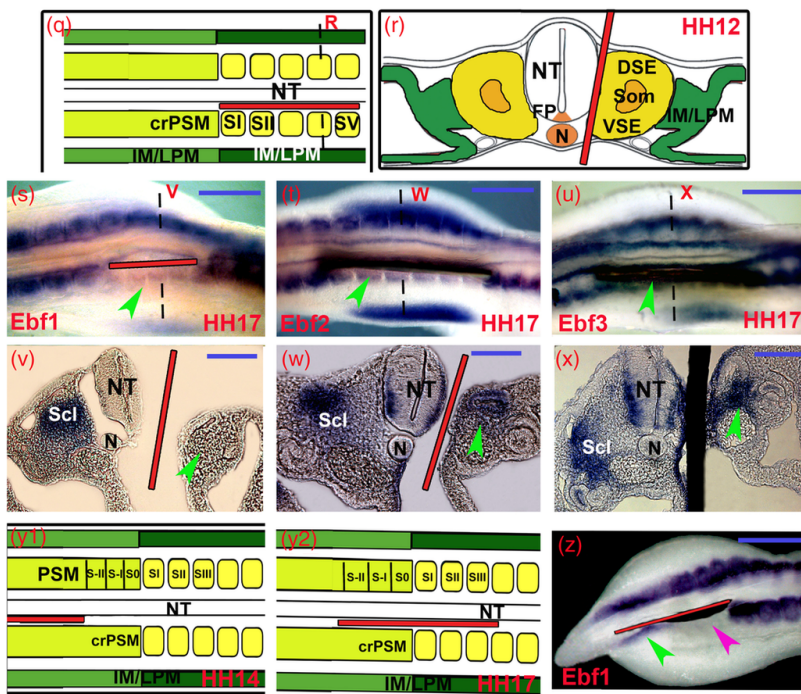 (q) R
NT
crPSM SI SII I SV
IM/LPM IM/LPM
(r) HH12
NT DSE
Som IM/LPM
FP
N VSE
(s) V
Ebf1 HH17
(t) W
Ebf2 HH17
(u) X
Ebf3 HH17
(v) NT
Scl
N
(w) NT
Scl
N
(x) NT
Scl N
(y1)
PSM S-II S-I S0 SI SII SIII
NT
crPSM
IM/LPM HH14
(y2)
S-II S-I S0 SI SII SIII
NT
crPSM
IM/LPM HH17
(z)
Ebf1